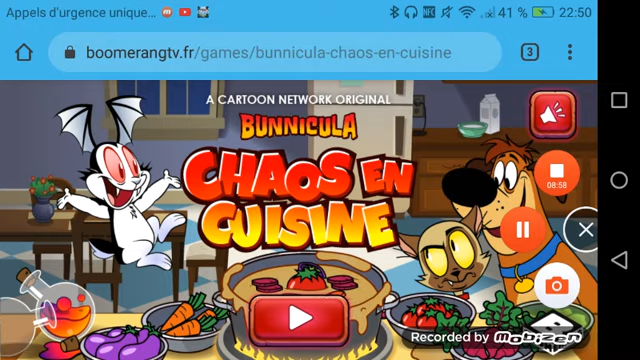 Appels d'urgence unique...
41 %
22:50
boomerangtv.fr/games/bunnicula-chaos-en-cuisine
3
A CARTOON NETWORK ORIGINAL
BUNNICULA
CHAOS EN
CUISINE
08:58
Recorded by Mobizen